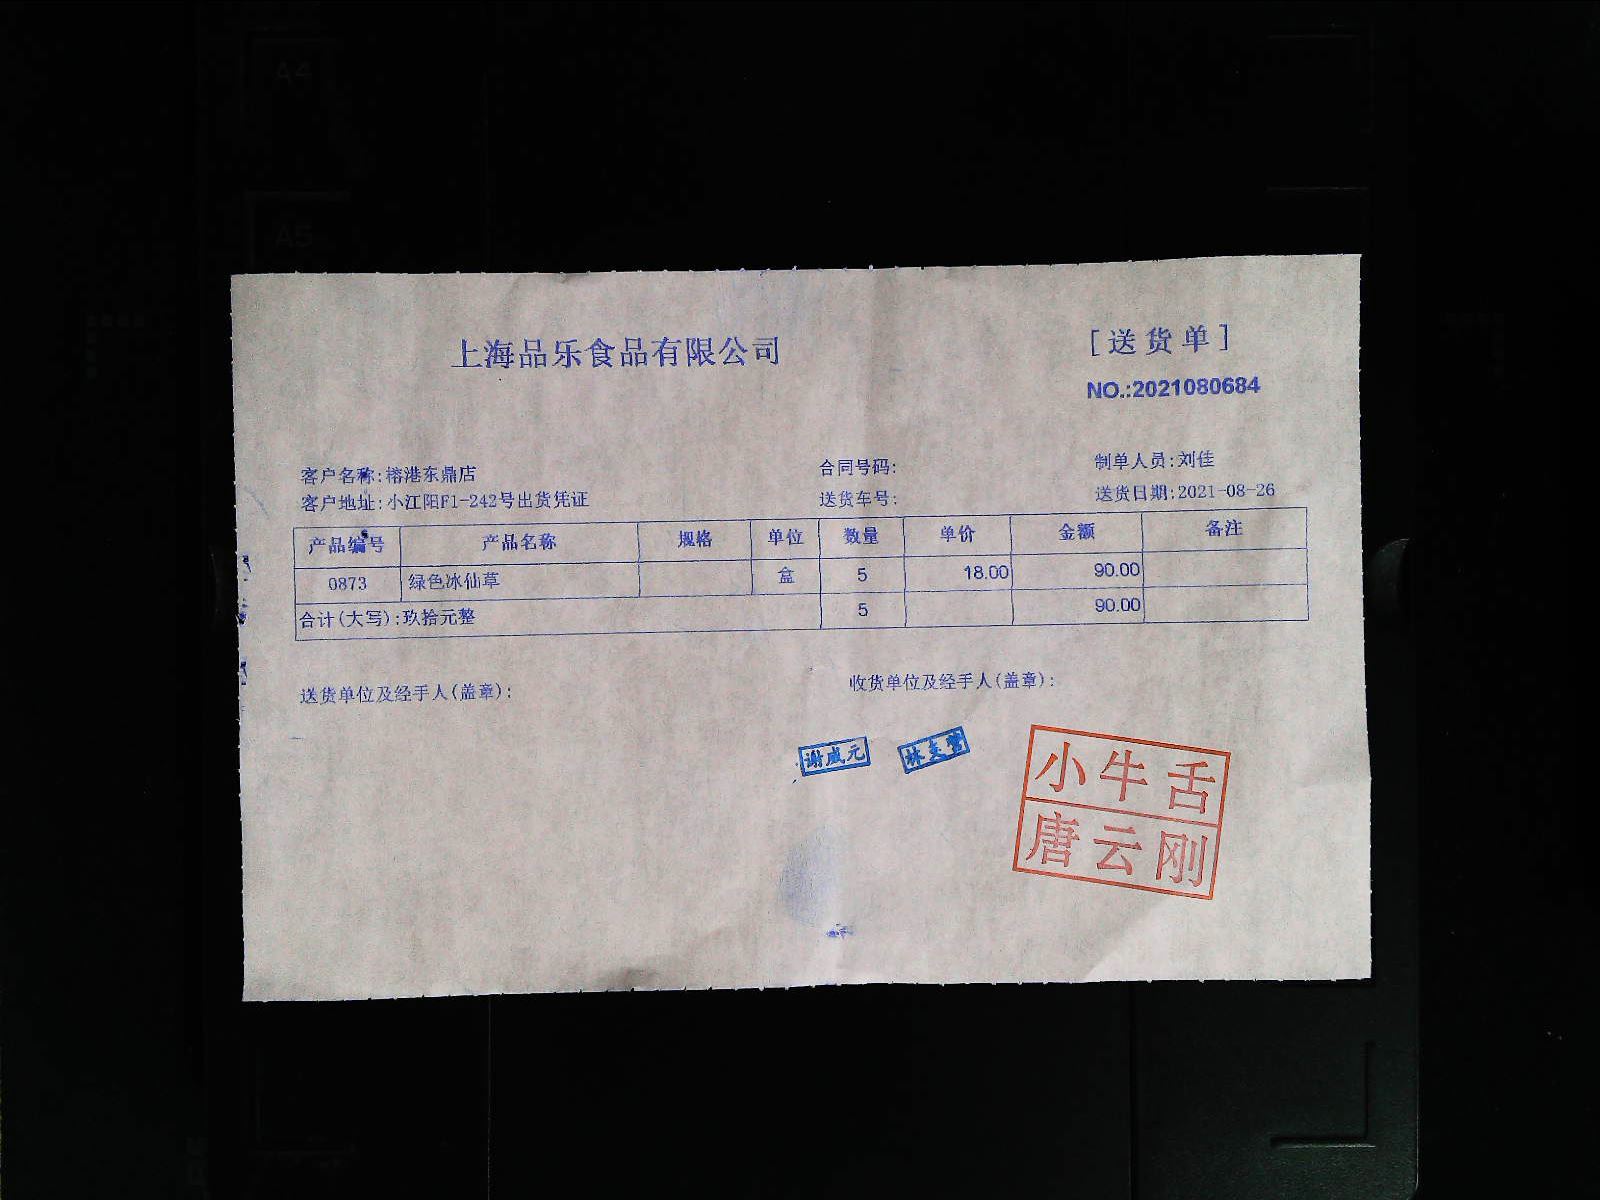 A4
A5
上海品乐食品有限公司
[送货单]
NO.:2021080684
客户名称:榕港东鼎店
合同号码:
制单人员:刘佳
客户地址:小江阳F1-242号出货凭证
送货车号:
送货日期:2021-08-26
产品编号 产品名称 规格 单位 数量 单价 金额 备注
0873 绿色冰仙草 盒 5 18.00 90.00
合计(大写):玖拾元整 5 90.00
送货单位及经手人(盖章):
收货单位及经手人(盖章):
谢成元
小牛舌
唐云刚